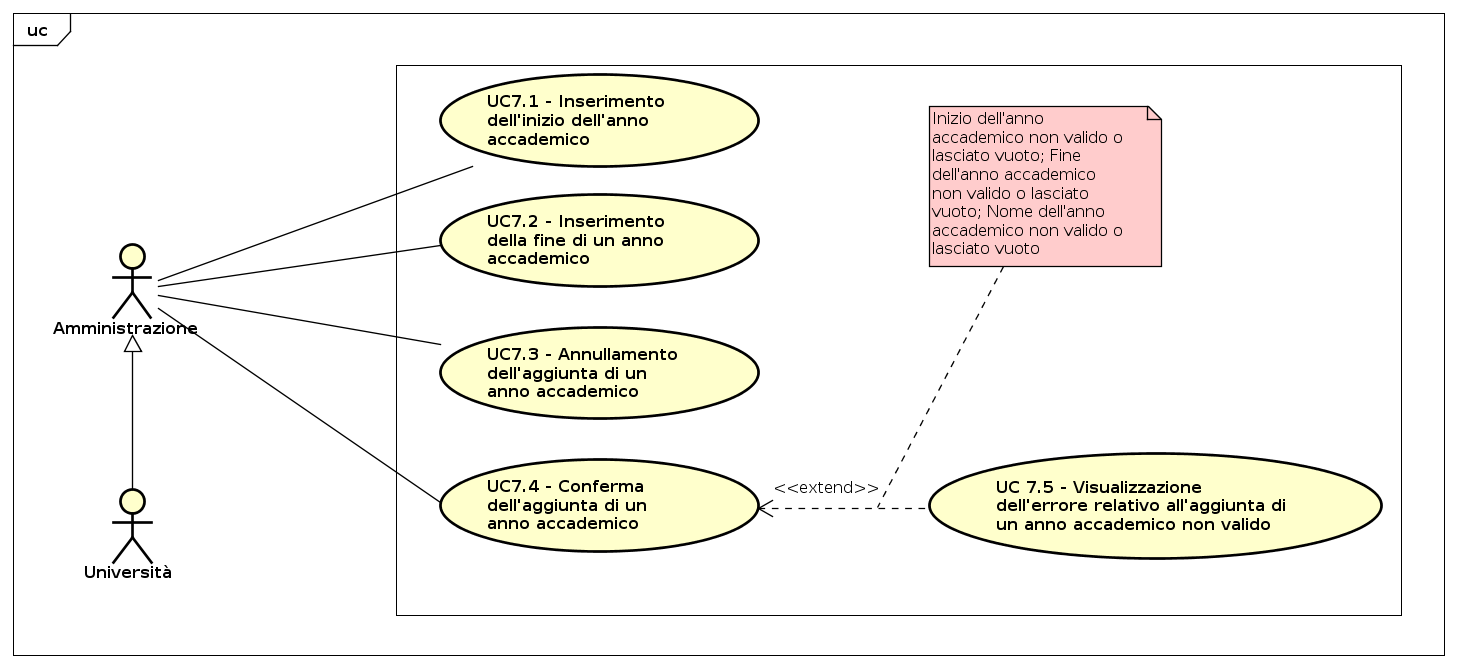 uc
UC7.1 - Inserimento
dell'inizio dell'anno
accademico
Inizio dell'anno
accademico non valido o
lasciato vuoto; Fine
dell'anno accademico
non valido o lasciato
vuoto; Nome dell'anno
accademico non valido o
lasciato vuoto
UC7.2 - Inserimento
della fine di un anno
accademico
Amministrazione
UC7.3 - Annullamento
dell'aggiunta di un
anno accademico
UC7.4 - Conferma
dell'aggiunta di un
anno accademico
<<extend>>
UC 7.5 - Visualizzazione
dell'errore relativo all'aggiunta di
un anno accademico non valido
Università